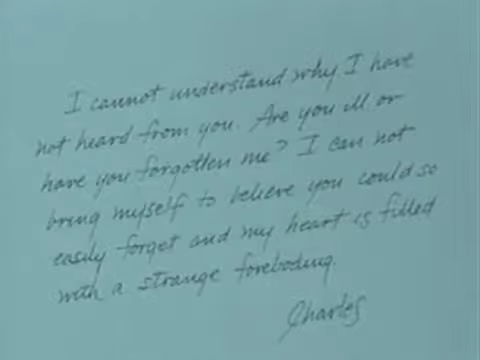 I cannot understand why I have
not heard from you. Are you ill or
have you forgotten me? I can not
bring myself to believe you could so
easily forget and my heart is filled
with a strange foreboding.
Charles